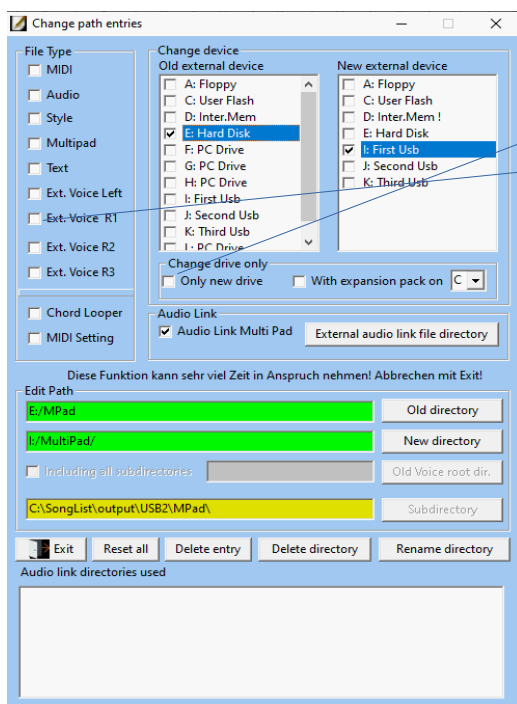 Change path entries
File Type
MIDI
Audio
Style
Multipad
Text
Ext. Voice Left
Ext. Voice R1
Ext. Voice R2
Ext. Voice R3
Chord Looper
MIDI Setting
Change device
Old external device
A: Floppy
C: User Flash
D: Inter.Mem
E: Hard Disk
F: PC Drive
G: PC Drive
H: PC Drive
I: First Usb
J: Second Usb
K: Third Usb
L: PC Drive
New external device
A: Floppy
C: User Flash
D: Inter.Mem !
E: Hard Disk
I: First Usb
J: Second Usb
K: Third Usb
Change drive only
Only new drive With expansion pack on C
Audio Link
Audio Link Multi Pad External audio link file directory
Diese Funktion kann sehr viel Zeit in Anspruch nehmen! Abbrechen mit Exit!
Edit Path
E:/MPad Old directory
I:/MultiPad/ New directory
Including all subdirectories Old Voice root dir.
C:\SongList\output\USB2\MPad\ Subdirectory
Exit Reset all Delete entry Delete directory Rename directory
Audio link directories used